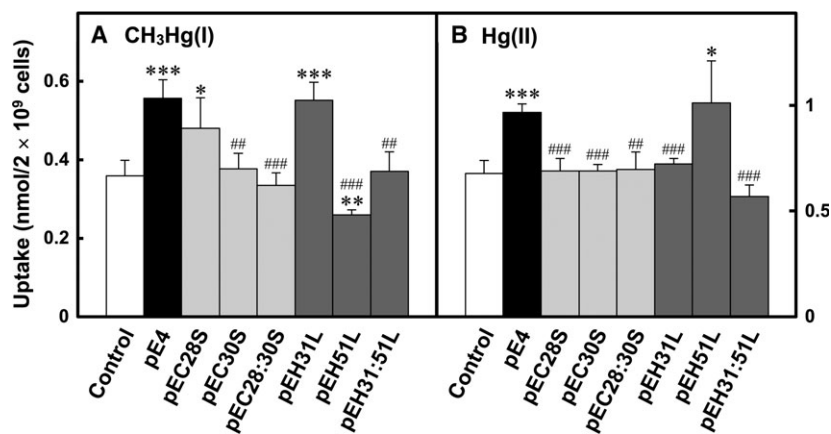 A CH₃Hg(I)
B Hg(II)
Uptake (nmol/2 × 10⁹ cells)
0.6
0.4
0.2
0
1
0.5
0
***
*
##
###
***
###
**
##
***
###
###
##
###
*
###
Control
pE4
pEC28S
pEC30S
pEC28:30S
pEH31L
pEH51L
pEH31:51L
Control
pE4
pEC28S
pEC30S
pEC28:30S
pEH31L
pEH51L
pEH31:51L